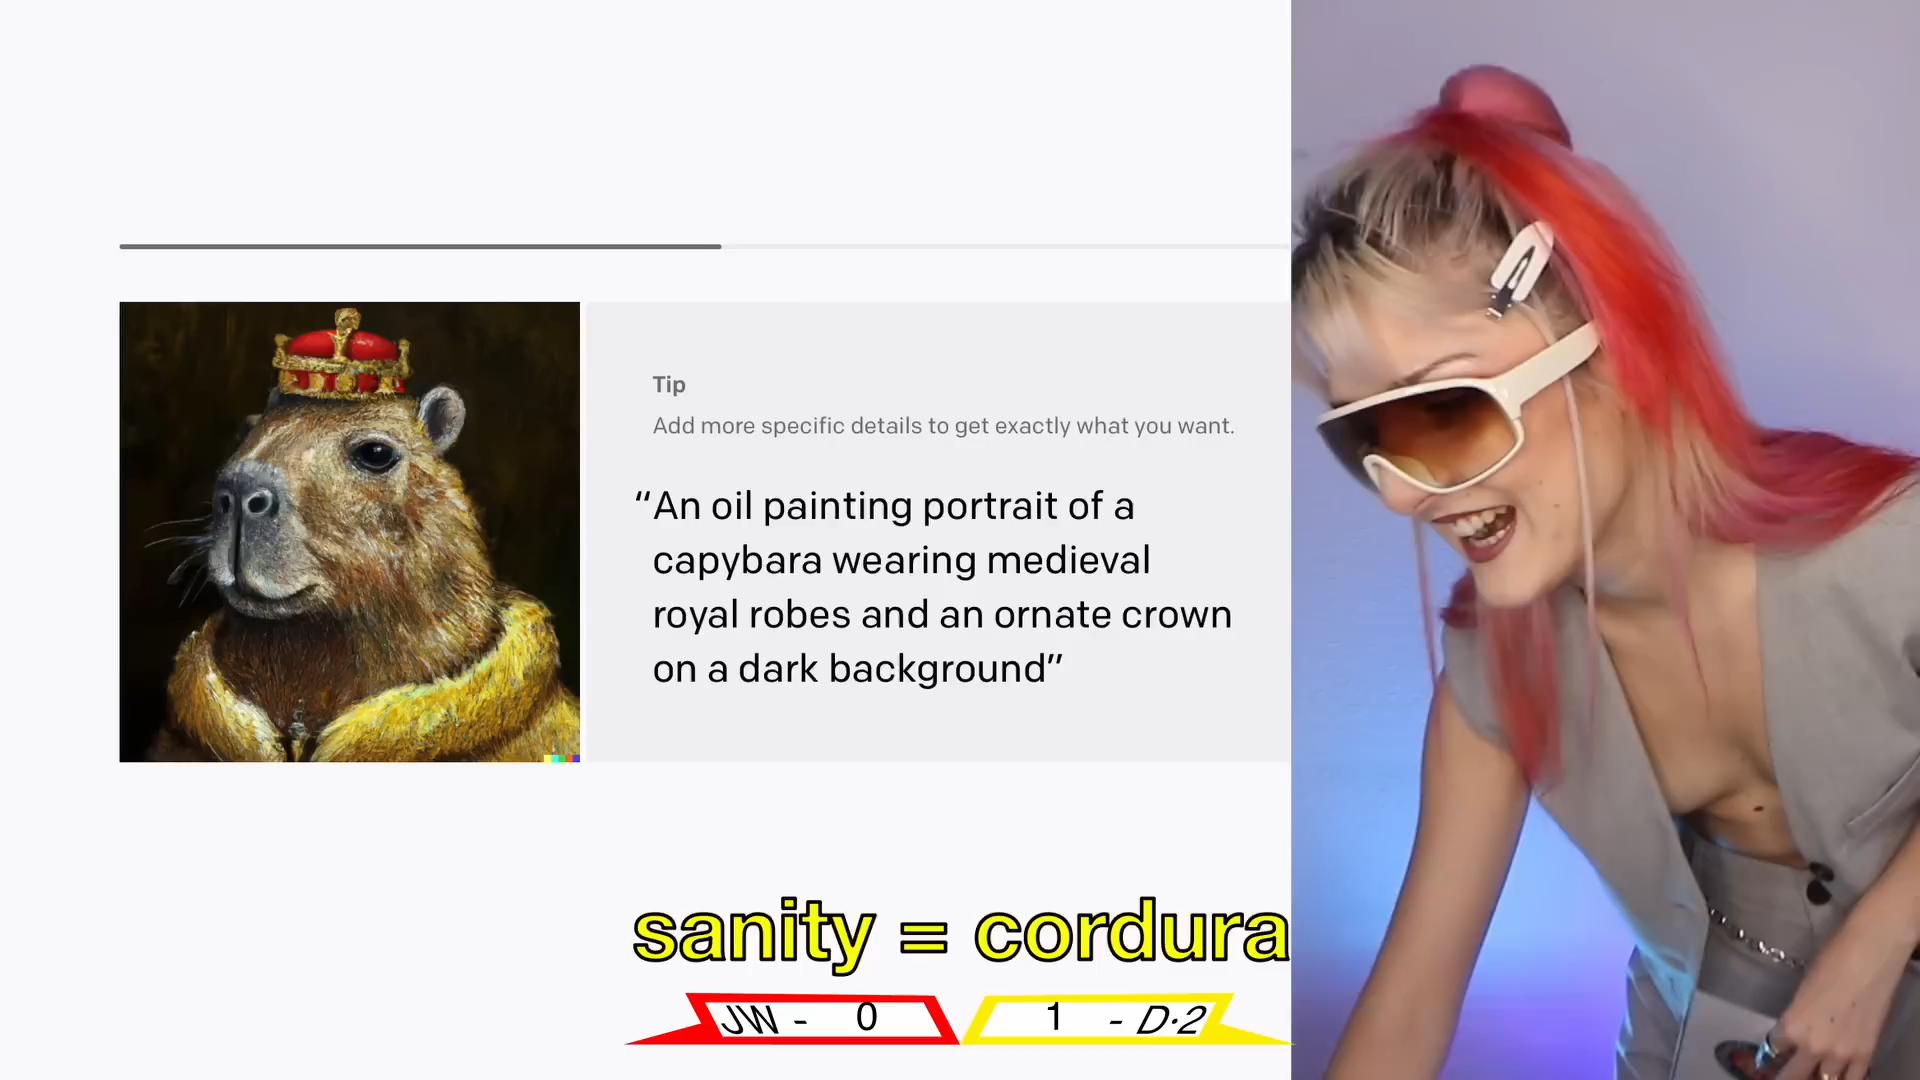 Tip
Add more specific details to get exactly what you want.
“An oil painting portrait of a
capybara wearing medieval
royal robes and an ornate crown
on a dark background”
sanity = cordura
JW - 0
1 - D·2